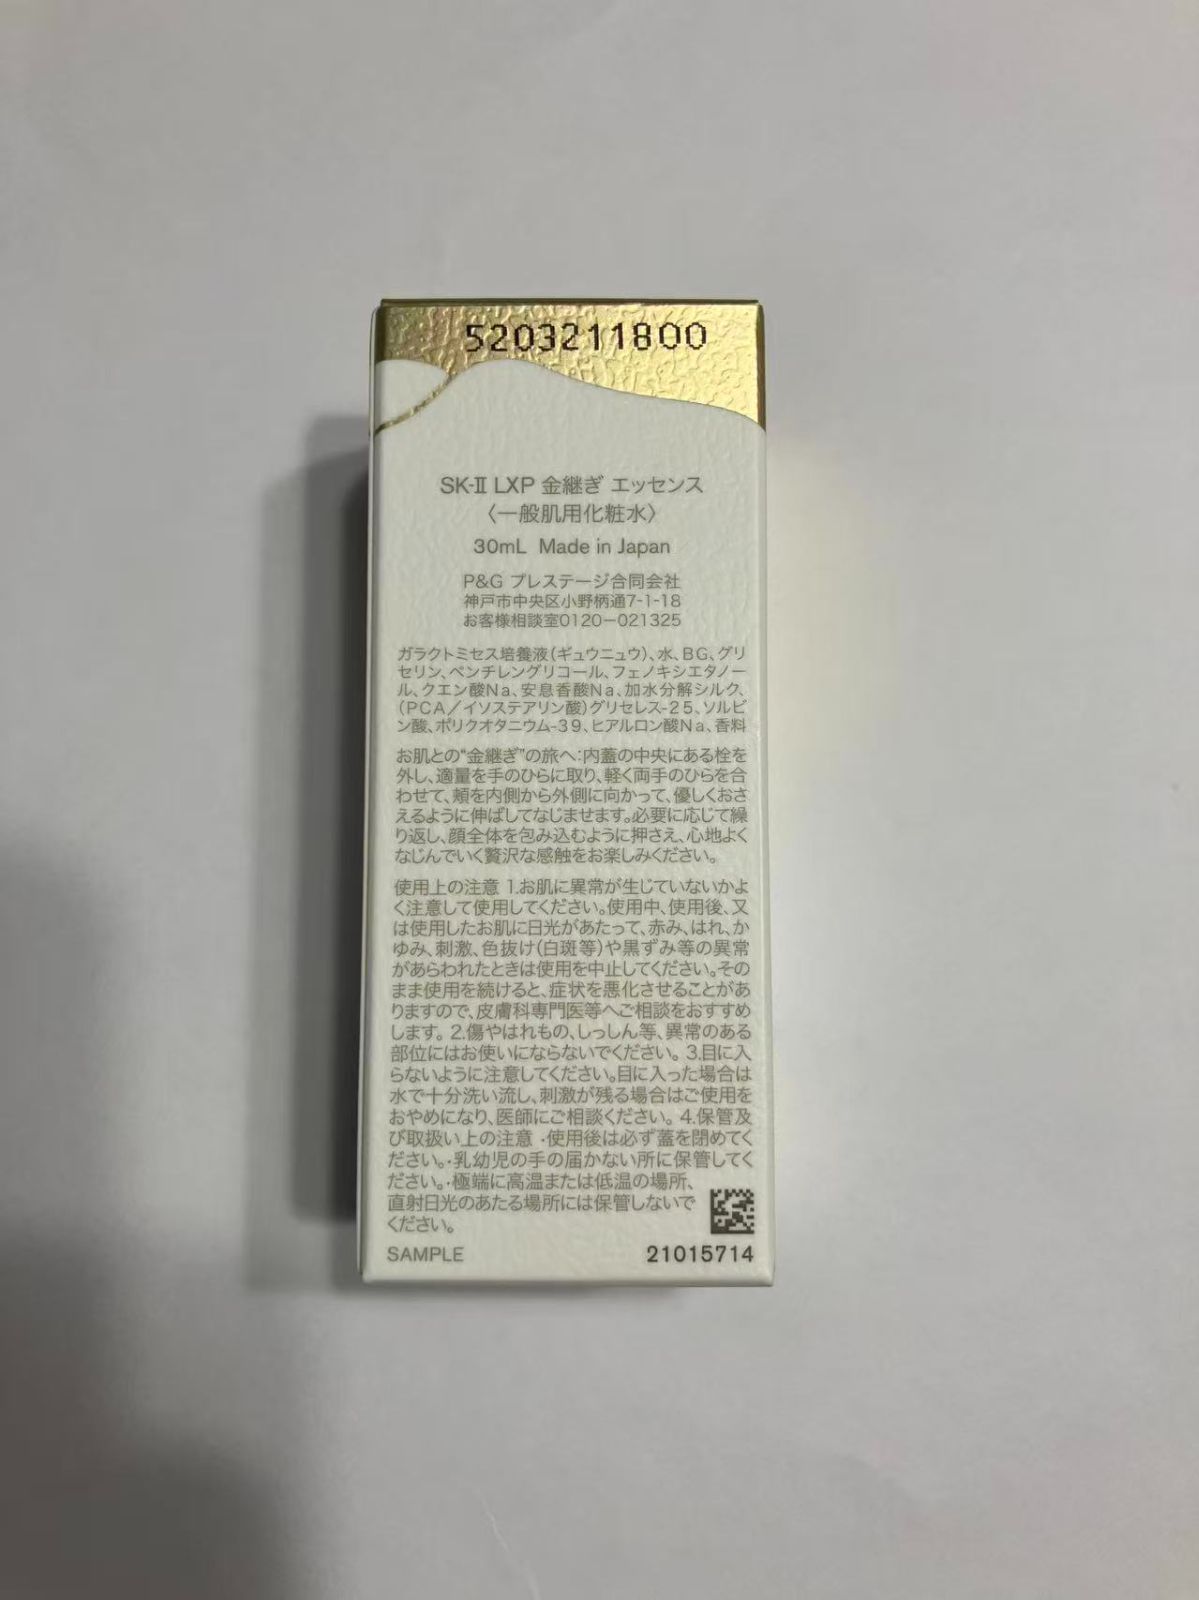 5203211800
SK-Ⅱ LXP 金継ぎ エッセンス
〈一般肌用化粧水〉
30mL Made in Japan
P&G プレステージ合同会社
神戸市中央区小野柄通7-1-18
お客様相談室0120-021325
ガラクトミセス培養液(ギュウニュウ)、水、BG、グリ
セリン、ペンチレングリコール、フェノキシエタノー
ル、クエン酸Na、安息香酸Na、加水分解シルク、
(PCA/イソステアリン酸)グリセレス-25、ソルビ
ン酸、ポリクオタニウム-39、ヒアルロン酸Na、香料
お肌との"金継ぎ"の旅へ:内蓋の中央にある栓を
外し、適量を手のひらに取り、軽く両手のひらを合
わせて、頬を内側から外側に向かって、優しくおさ
えるように伸ばしてなじませます。必要に応じて繰
り返し、顔全体を包み込むように押さえ、心地よく
なじんでいく贅沢な感触をお楽しみください。
使用上の注意 1.お肌に異常が生じていないかよ
く注意して使用してください。使用中、使用後、又
は使用したお肌に日光があたって、赤み、はれ、か
ゆみ、刺激、色抜け(白斑等)や黒ずみ等の異常
があらわれたときは使用を中止してください。その
まま使用を続けると、症状を悪化させることがあ
りますので、皮膚科専門医等へご相談をおすすめ
します。 2.傷やはれもの、しっしん等、異常のある
部位にはお使いにならないでください。 3.目に入
らないように注意してください。目に入った場合は
水で十分洗い流し、刺激が残る場合はご使用を
おやめになり、医師にご相談ください。 4.保管及
び取扱い上の注意 ・使用後は必ず蓋を閉めてく
ださい。・乳幼児の手の届かない所に保管してく
ださい。・極端に高温または低温の場所、
直射日光のあたる場所には保管しないで
ください。
SAMPLE 21015714